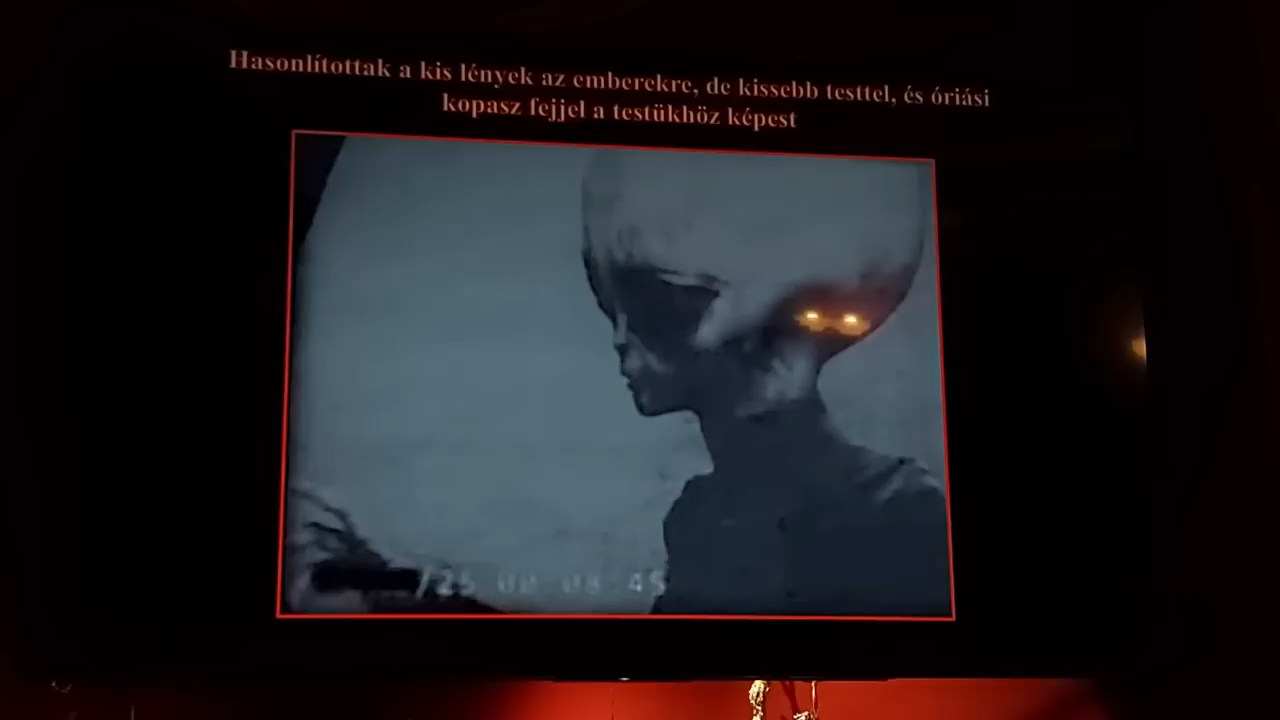 Hasonlítottak a kis lények az emberekre, de kissebb testtel, és óriási
kopasz fejjel a testükhöz képest
/25 00 08:45